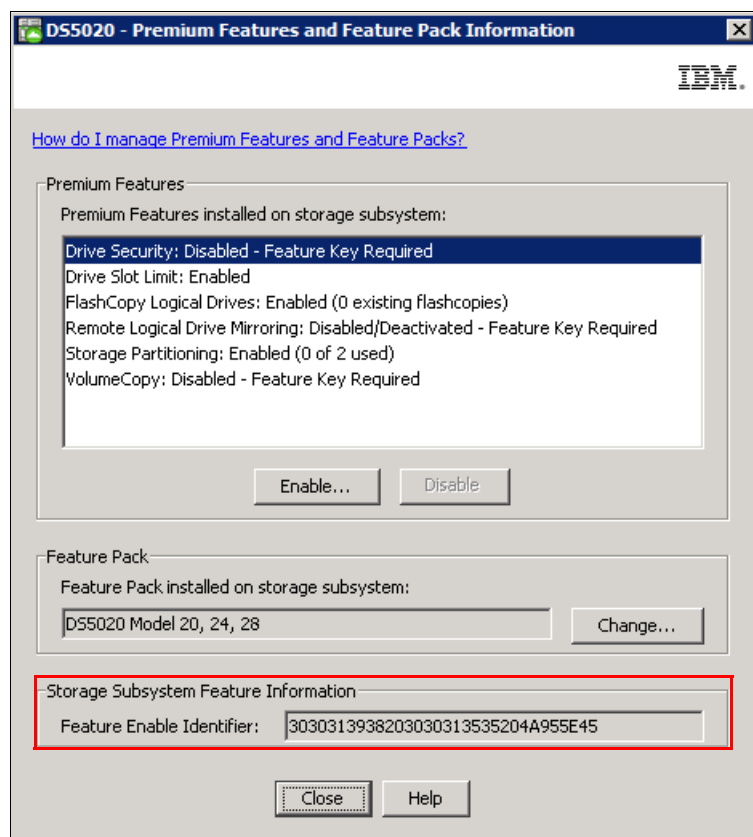 DS5020 - Premium Features and Feature Pack Information
IBM.
How do I manage Premium Features and Feature Packs?
Premium Features
Premium Features installed on storage subsystem:
Drive Security: Disabled - Feature Key Required
Drive Slot Limit: Enabled
FlashCopy Logical Drives: Enabled (0 existing flashcopies)
Remote Logical Drive Mirroring: Disabled/Deactivated - Feature Key Required
Storage Partitioning: Enabled (0 of 2 used)
VolumeCopy: Disabled - Feature Key Required
Enable... Disable
Feature Pack
Feature Pack installed on storage subsystem:
DS5020 Model 20, 24, 28 Change...
Storage Subsystem Feature Information
Feature Enable Identifier: 3030313938203030313535204A955E45
Close Help